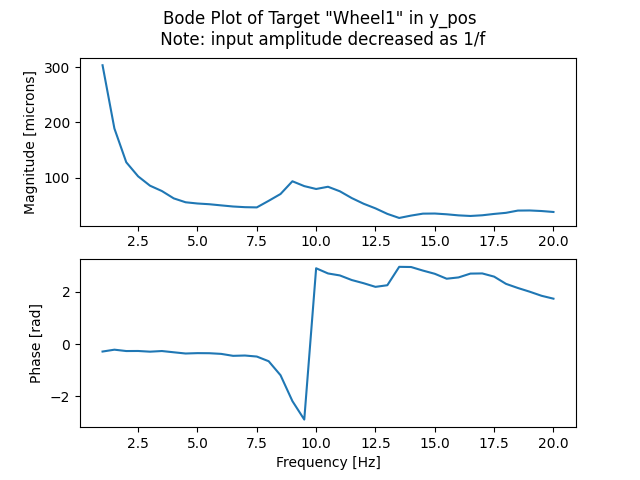 Bode Plot of Target "Wheel1" in y_pos
Note: input amplitude decreased as 1/f
300
200
100
Magnitude [microns]
2.5 5.0 7.5 10.0 12.5 15.0 17.5 20.0
2
0
−2
Phase [rad]
2.5 5.0 7.5 10.0 12.5 15.0 17.5 20.0
Frequency [Hz]